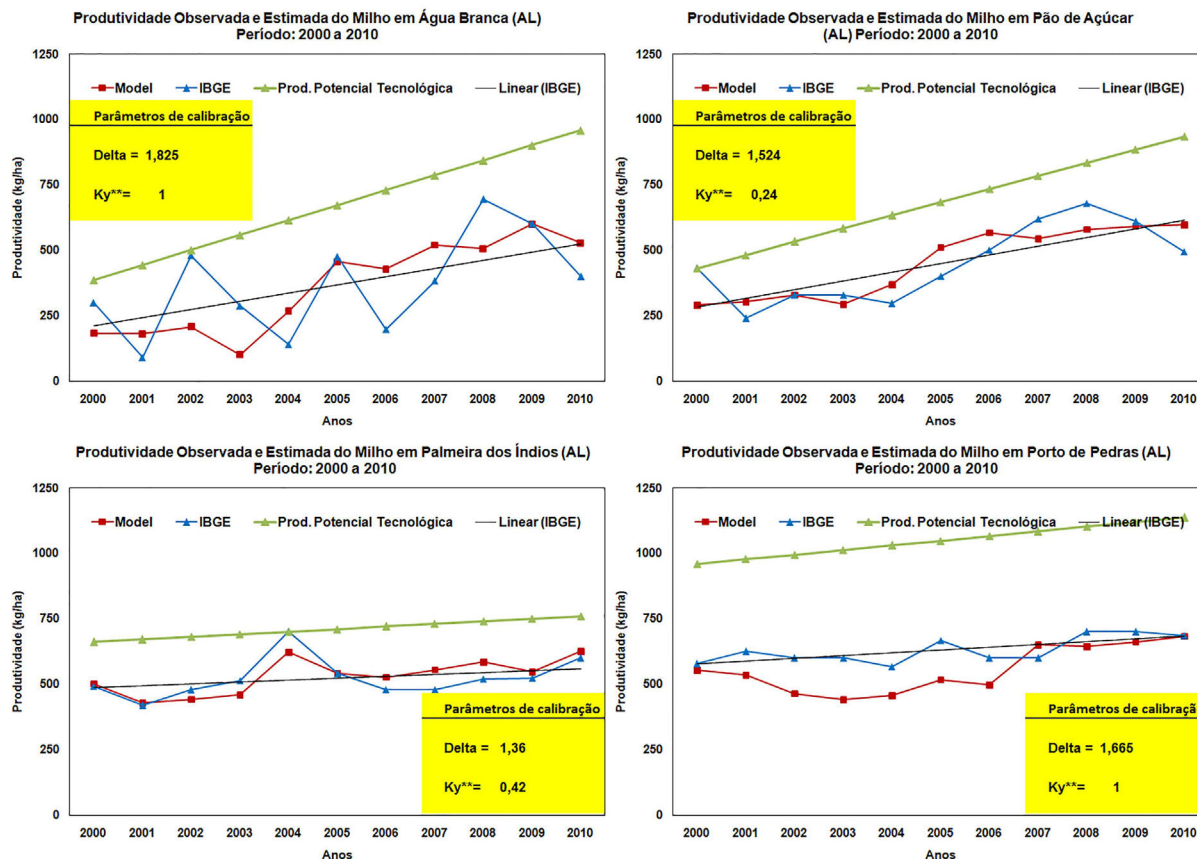 Produtividade Observada e Estimada do Milho em Água Branca (AL)
Período: 2000 a 2010
1250
1000
750
500
250
0
Produtividade (kg/ha)
Model
IBGE
Prod. Potencial Tecnológica
Linear (IBGE)
Parâmetros de calibração
Delta = 1,825
Ky**= 1
2000 2001 2002 2003 2004 2005 2006 2007 2008 2009 2010
Anos
Produtividade Observada e Estimada do Milho em Pão de Açúcar
(AL) Período: 2000 a 2010
1250
1000
750
500
250
0
Produtividade (kg/ha)
Model
IBGE
Prod. Potencial Tecnológica
Linear (IBGE)
Parâmetros de calibração
Delta = 1,524
Ky**= 0,24
2000 2001 2002 2003 2004 2005 2006 2007 2008 2009 2010
Anos
Produtividade Observada e Estimada do Milho em Palmeira dos Índios (AL)
Período: 2000 a 2010
1250
1000
750
500
250
0
Produtividade (kg/ha)
Model
IBGE
Prod. Potencial Tecnológica
Linear (IBGE)
Parâmetros de calibração
Delta = 1,36
Ky**= 0,42
2000 2001 2002 2003 2004 2005 2006 2007 2008 2009 2010
Anos
Produtividade Observada e Estimada do Milho em Porto de Pedras (AL)
Período: 2000 a 2010
1250
1000
750
500
250
0
Produtividade (kg/ha)
Model
IBGE
Prod. Potencial Tecnológica
Linear (IBGE)
Parâmetros de calibraçã
Delta = 1,665
Ky**= 1
2000 2001 2002 2003 2004 2005 2006 2007 2008 2009 2010
Anos